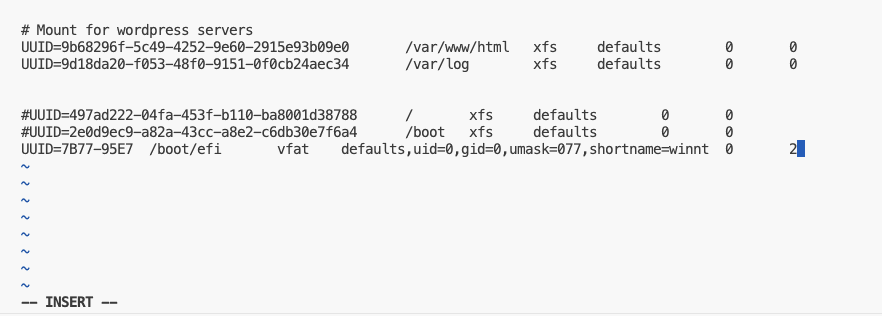 # Mount for wordpress servers
UUID=9b68296f-5c49-4252-9e60-2915e93b09e0 /var/www/html xfs defaults 0 0
UUID=9d18da20-f053-48f0-9151-0f0cb24aec34 /var/log xfs defaults 0 0
#UUID=497ad222-04fa-453f-b110-ba8001d38788 / xfs defaults 0 0
#UUID=2e0d9ec9-a82a-43cc-a8e2-c6db30e7f6a4 /boot xfs defaults 0 0
UUID=7B77-95E7 /boot/efi vfat defaults,uid=0,gid=0,umask=077,shortname=winnt 0 2
~
~
~
~
~
~
~
~
-- INSERT --